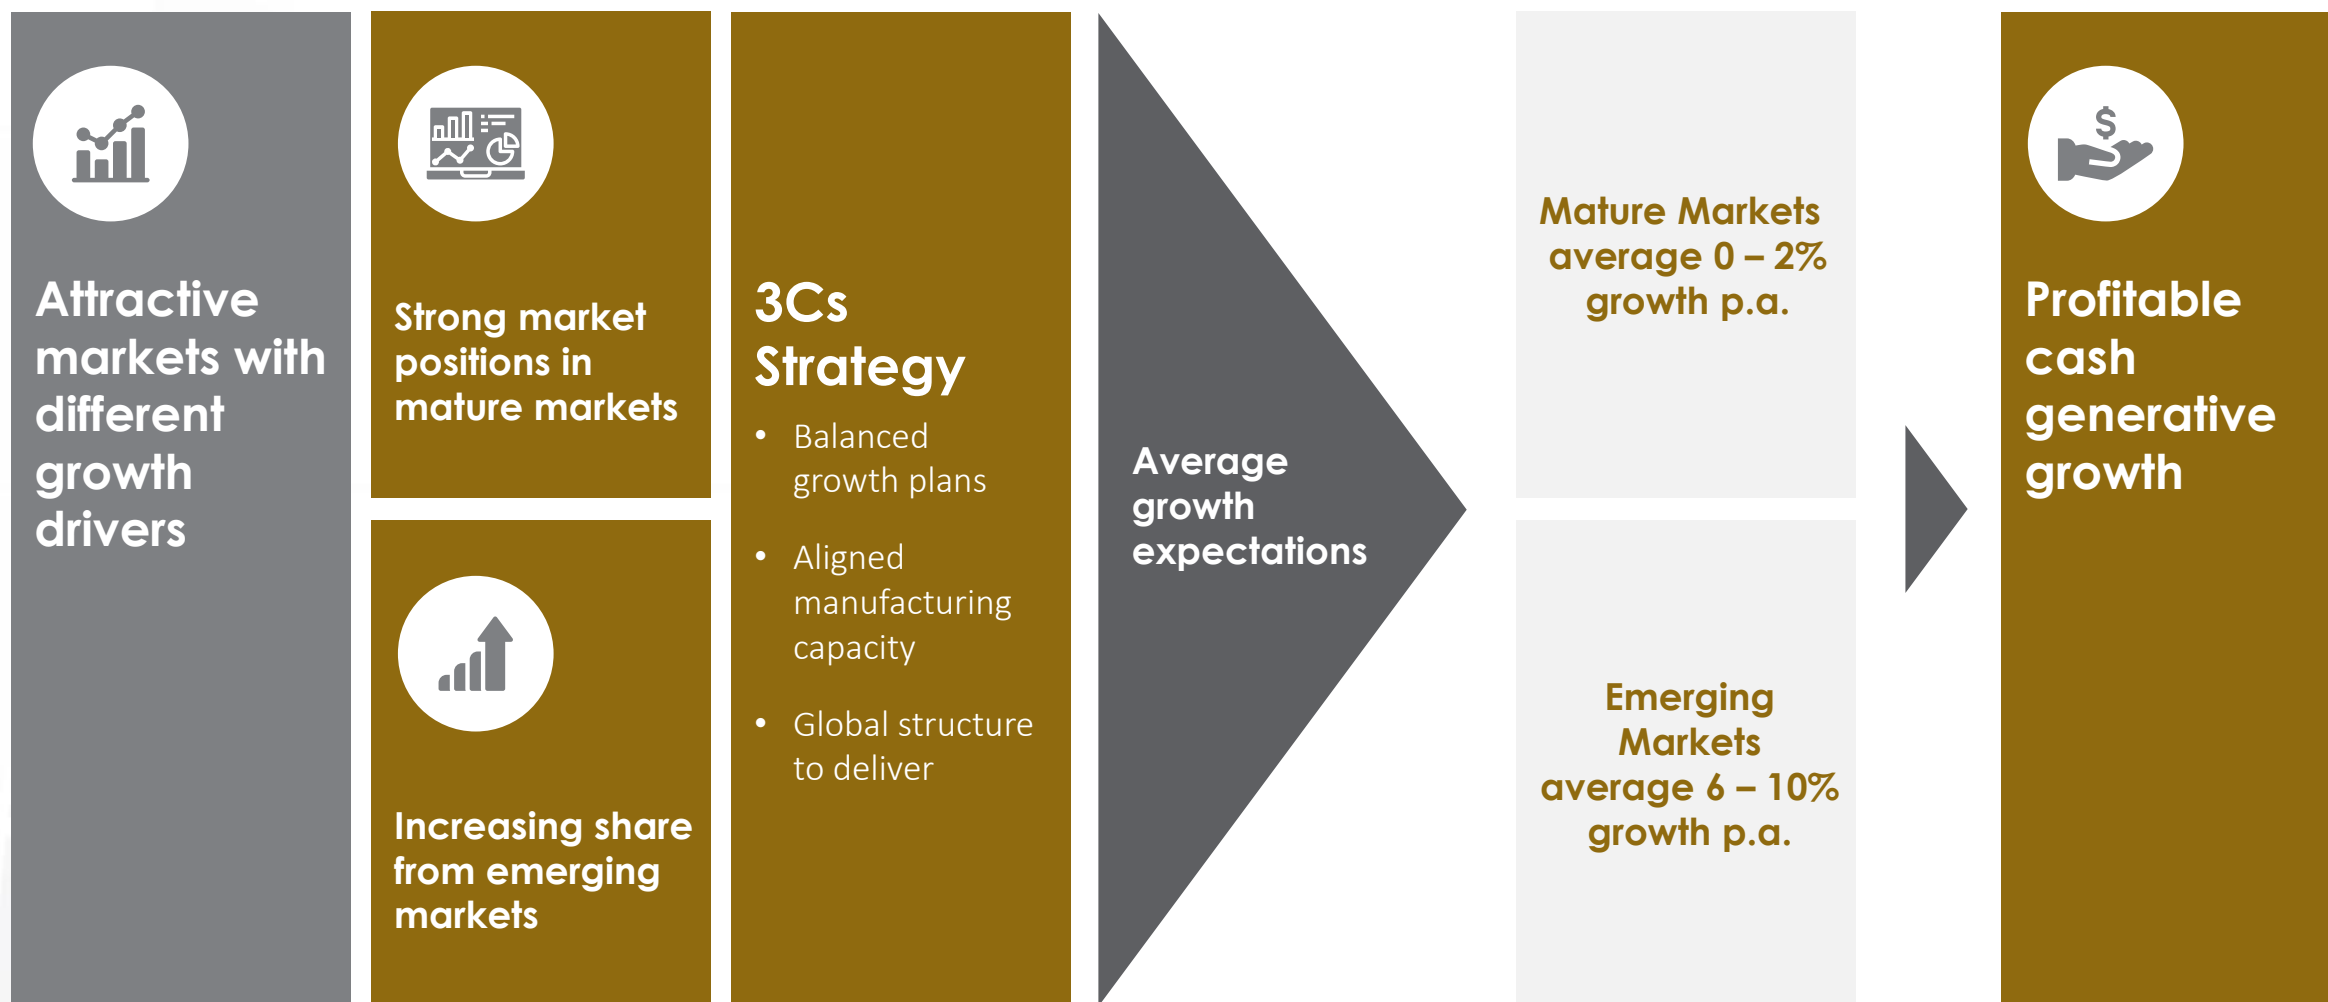 Attractive
markets with
different
growth
drivers
Strong market
positions in
mature markets
Increasing share
from emerging
markets
3Cs
Strategy
• Balanced
growth plans
• Aligned
manufacturing
capacity
• Global structure
to deliver
Average
growth
expectations
Mature Markets
average 0 – 2%
growth p.a.
Emerging
Markets
average 6 – 10%
growth p.a.
$
Profitable
cash
generative
growth